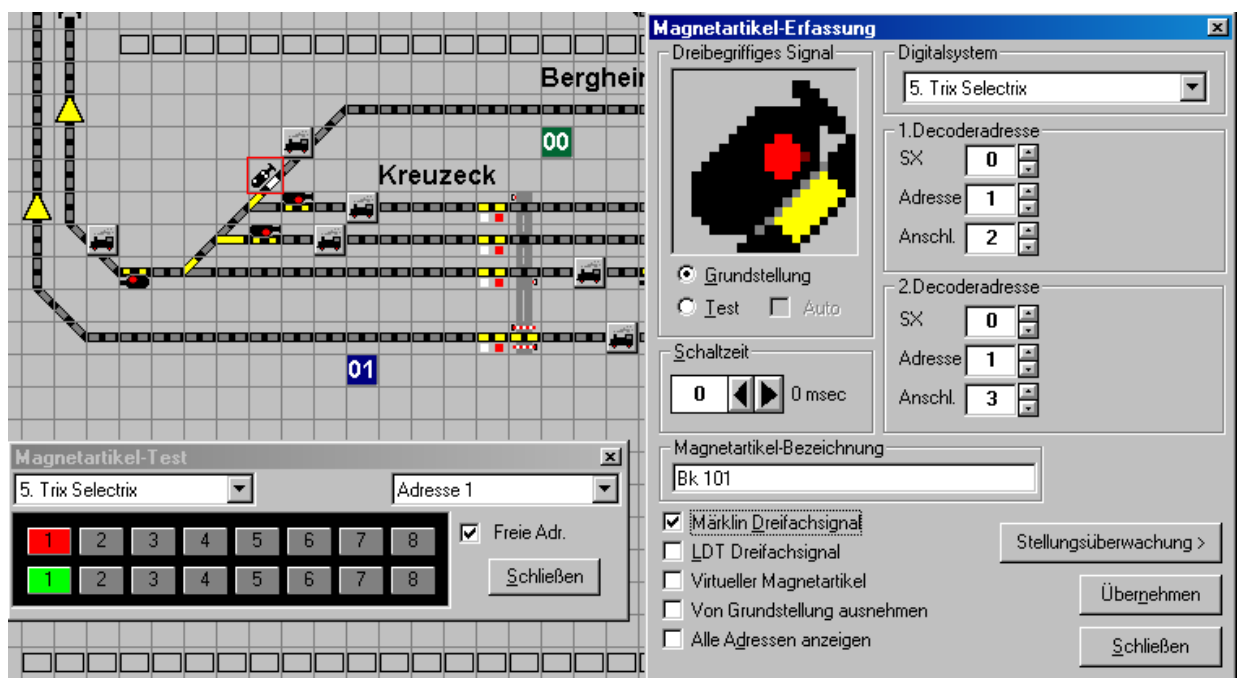 Berghein
00
Kreuzeck
01
Magnetartikel-Test
5. Trix Selectrix
Adresse 1
1 2 3 4 5 6 7 8
Freie Adr.
1 2 3 4 5 6 7 8
Schließen
Magnetartikel-Erfassung
Dreibegriffiges Signal
Grundstellung
Test
Auto
Schaltzeit
0
0 msec
Digitalsystem
5. Trix Selectrix
1.Decoderadresse
SX 0
Adresse 1
Anschl. 2
2.Decoderadresse
SX 0
Adresse 1
Anschl. 3
Magnetartikel-Bezeichnung
Bk 101
Märklin Dreifachsignal
LDT Dreifachsignal
Virtueller Magnetartikel
Von Grundstellung ausnehmen
Alle Adressen anzeigen
Stellungsüberwachung >
Übernehmen
Schließen